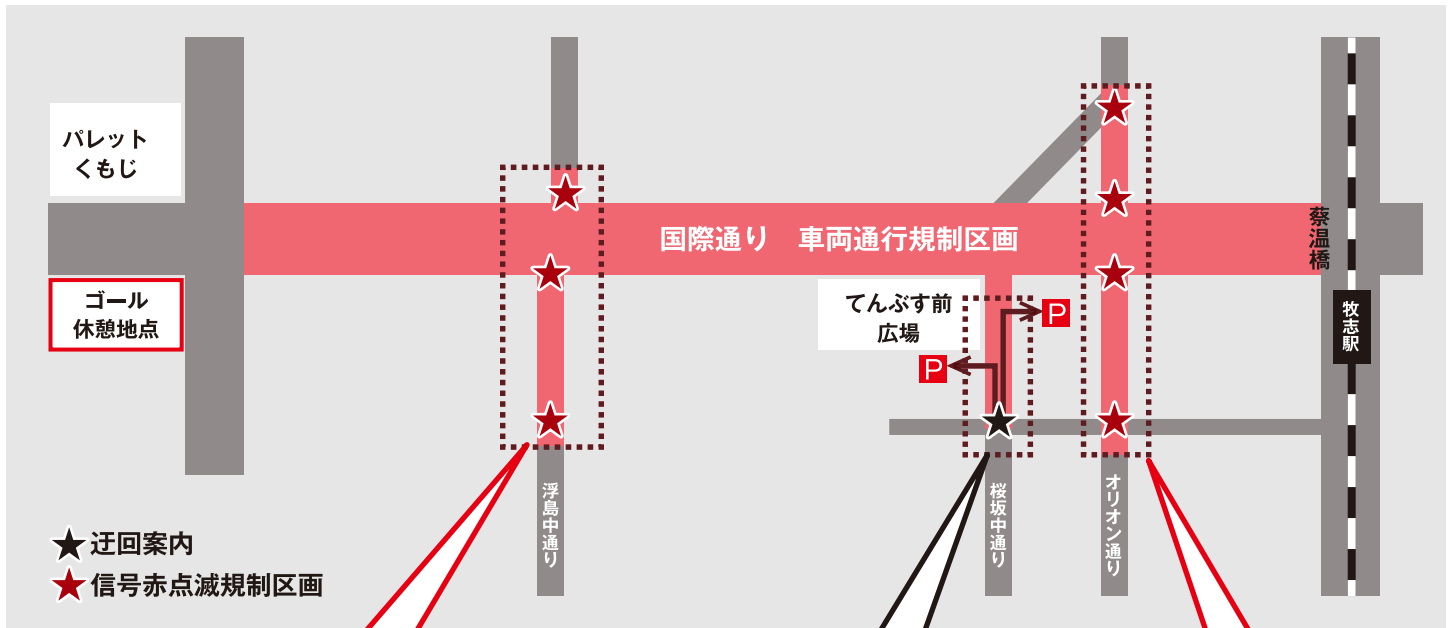 パレット
くもじ
国際通り　車両通行規制区画
蔡温橋
ゴール
休憩地点
てんぶす前
広場
P
P
牧志駅
浮島中通り
桜坂中通り
オリオン通り
迂回案内
信号赤点滅規制区画